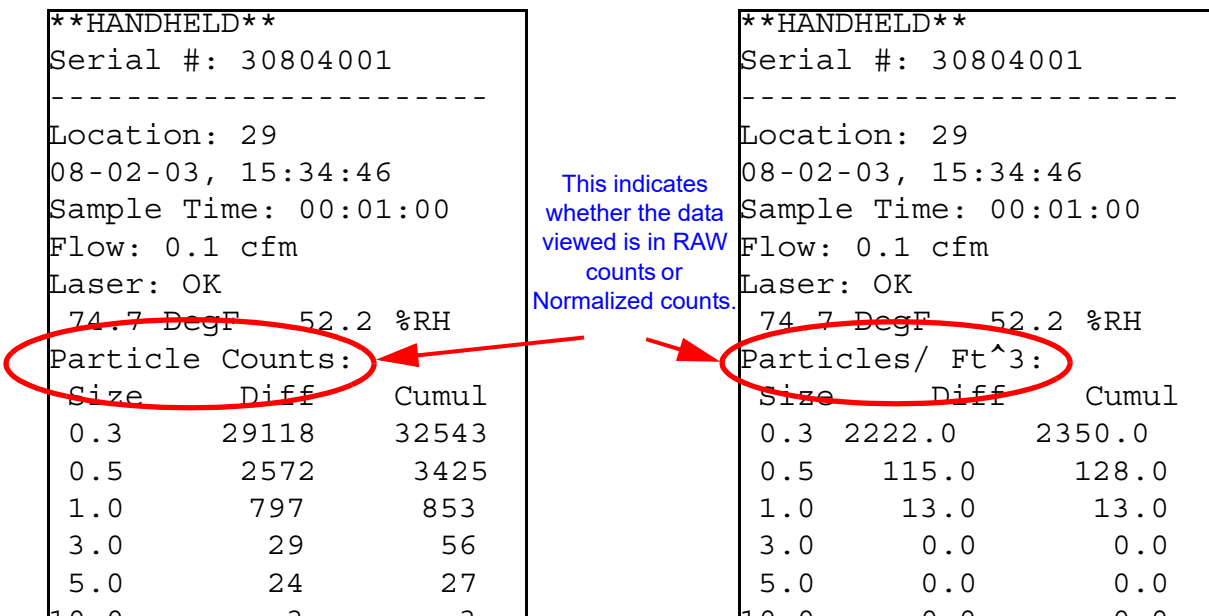 **HANDHELD**
Serial #: 30804001
-----------------------
Location: 29
08-02-03, 15:34:46
Sample Time: 00:01:00
Flow: 0.1 cfm
Laser: OK
74.7 DegF 52.2 %RH
Particle Counts:
Size Diff Cumul
0.3 29118 32543
0.5 2572 3425
1.0 797 853
3.0 29 56
5.0 24 27
This indicates
whether the data
viewed is in RAW
counts or
Normalized counts.
**HANDHELD**
Serial #: 30804001
-----------------------
Location: 29
08-02-03, 15:34:46
Sample Time: 00:01:00
Flow: 0.1 cfm
Laser: OK
74.7 DegF 52.2 %RH
Particles/ Ft^3:
Size Diff Cumul
0.3 2222.0 2350.0
0.5 115.0 128.0
1.0 13.0 13.0
3.0 0.0 0.0
5.0 0.0 0.0